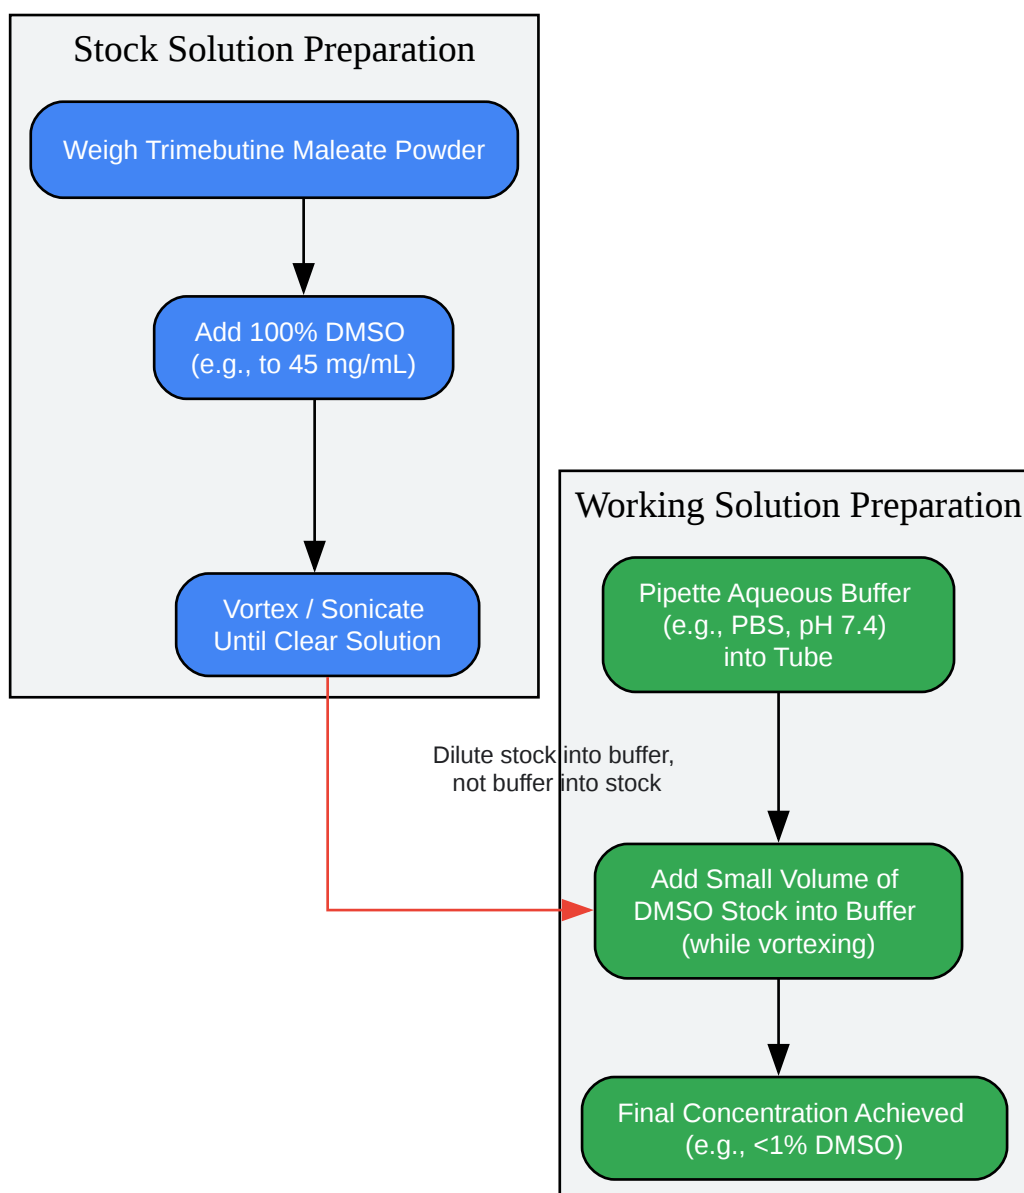 Stock Solution Preparation
Weigh Trimebutine Maleate Powder
Add 100% DMSO
(e.g., to 45 mg/mL)
Vortex / Sonicate
Until Clear Solution
Dilute stock into buffer,
not buffer into stock
Working Solution Preparation
Pipette Aqueous Buffer
(e.g., PBS, pH 7.4)
into Tube
Add Small Volume of
DMSO Stock into Buffer
(while vortexing)
Final Concentration Achieved
(e.g., <1% DMSO)